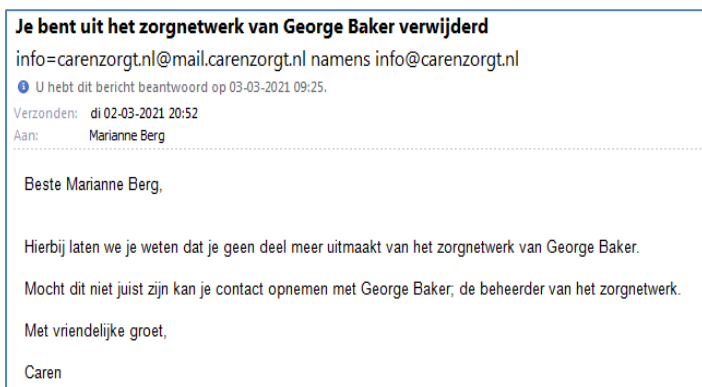 Je bent uit het zorgnetwerk van George Baker verwijderd
info=carenzorgt.nl@mail.carenzorgt.nl namens info@carenzorgt.nl
U hebt dit bericht beantwoord op 03-03-2021 09:25.
Verzonden: di 02-03-2021 20:52
Aan: Marianne Berg
Beste Marianne Berg,
Hierbij laten we je weten dat je geen deel meer uitmaakt van het zorgnetwerk van George Baker.
Mocht dit niet juist zijn kan je contact opnemen met George Baker; de beheerder van het zorgnetwerk.
Met vriendelijke groet,
Caren